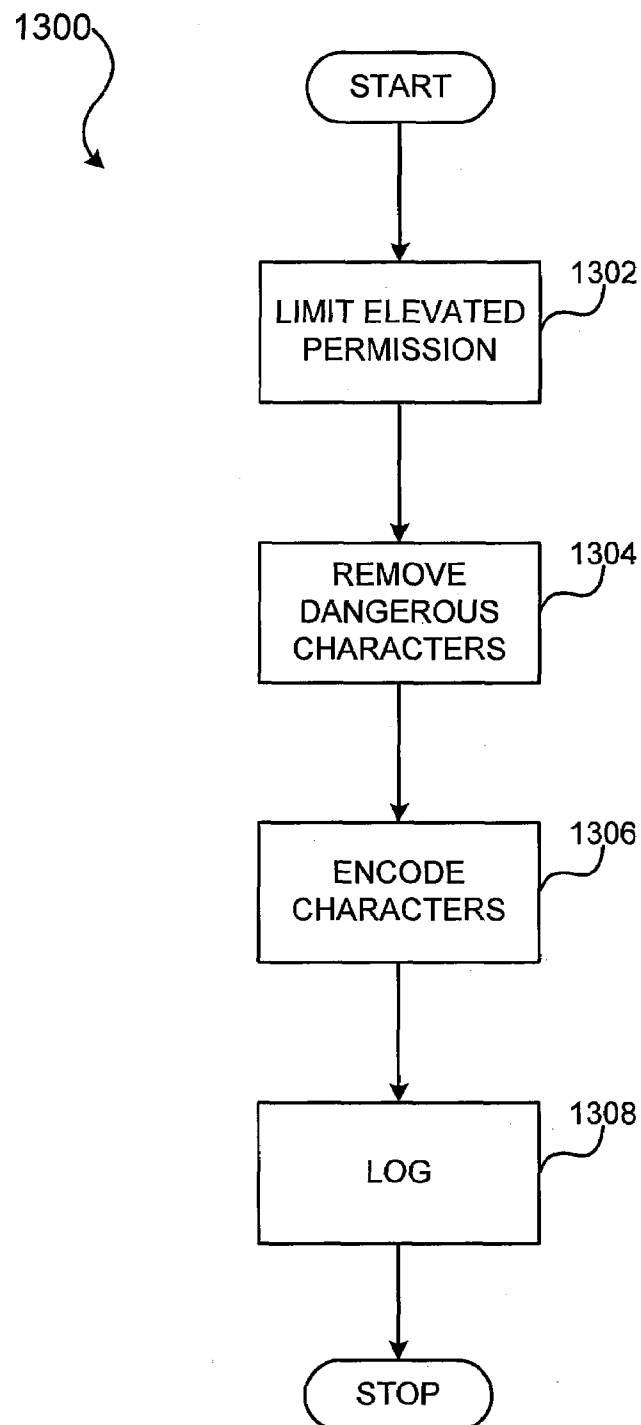 1300
START
1302
LIMIT ELEVATED
PERMISSION
1304
REMOVE
DANGEROUS
CHARACTERS
1306
ENCODE
CHARACTERS
1308
LOG
STOP